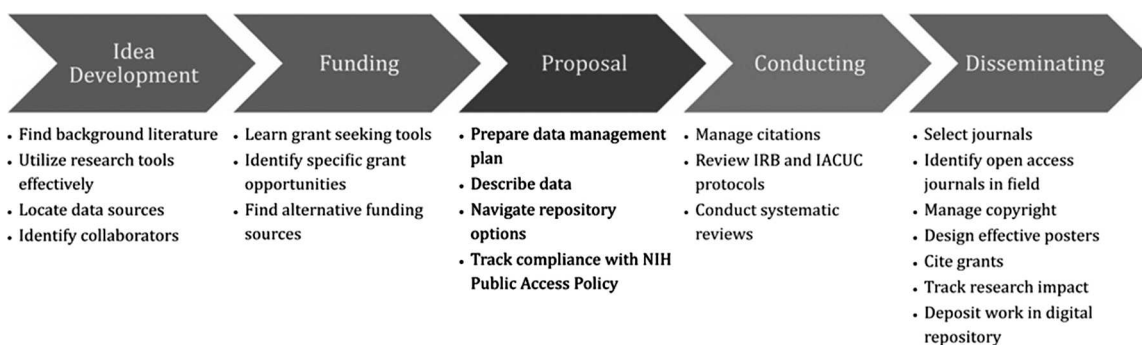 Idea
Development
Funding
Proposal
Conducting
Disseminating
• Find background literature
• Utilize research tools
effectively
• Locate data sources
• Identify collaborators
• Learn grant seeking tools
• Identify specific grant
opportunities
• Find alternative funding
sources
• Prepare data management
plan
• Describe data
• Navigate repository
options
• Track compliance with NIH
Public Access Policy
• Manage citations
• Review IRB and IACUC
protocols
• Conduct systematic
reviews
• Select journals
• Identify open access
journals in field
• Manage copyright
• Design effective posters
• Cite grants
• Track research impact
• Deposit work in digital
repository